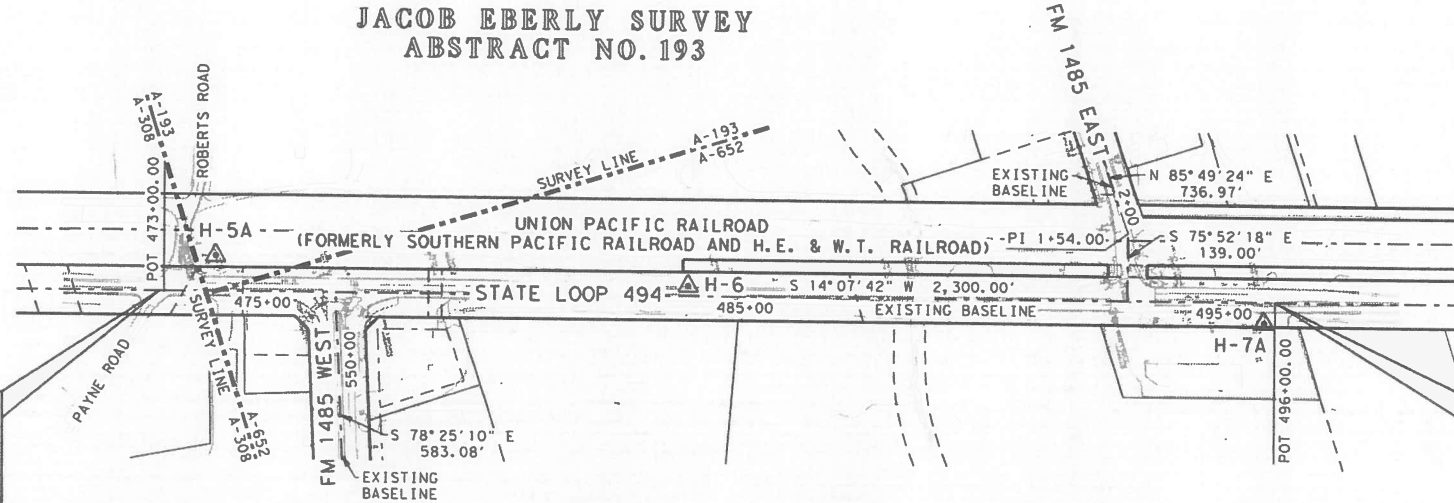 JACOB EBERLY SURVEY
ABSTRACT NO. 193
FM 1485 EAST
A-193
A-308
ROBERTS ROAD
POT 473+00.00
SURVEY LINE
A-193
A-652
EXISTING
BASELINE
2+00
N 85°49'24" E
736.97'
H-5A
UNION PACIFIC RAILROAD
(FORMERLY SOUTHERN PACIFIC RAILROAD AND H.E. & W.T. RAILROAD)
PI 1+54.00
S 75°52'18" E
139.00'
475+00
STATE LOOP 494
H-6
S 14°07'42" W 2,300.00'
485+00
EXISTING BASELINE
495+00
H-7A
PAYNE ROAD
SURVEY LINE
A-652
A-308
FM 1485 WEST
550+00
S 78°25'10" E
583.08'
EXISTING
BASELINE
POT 496+00.00